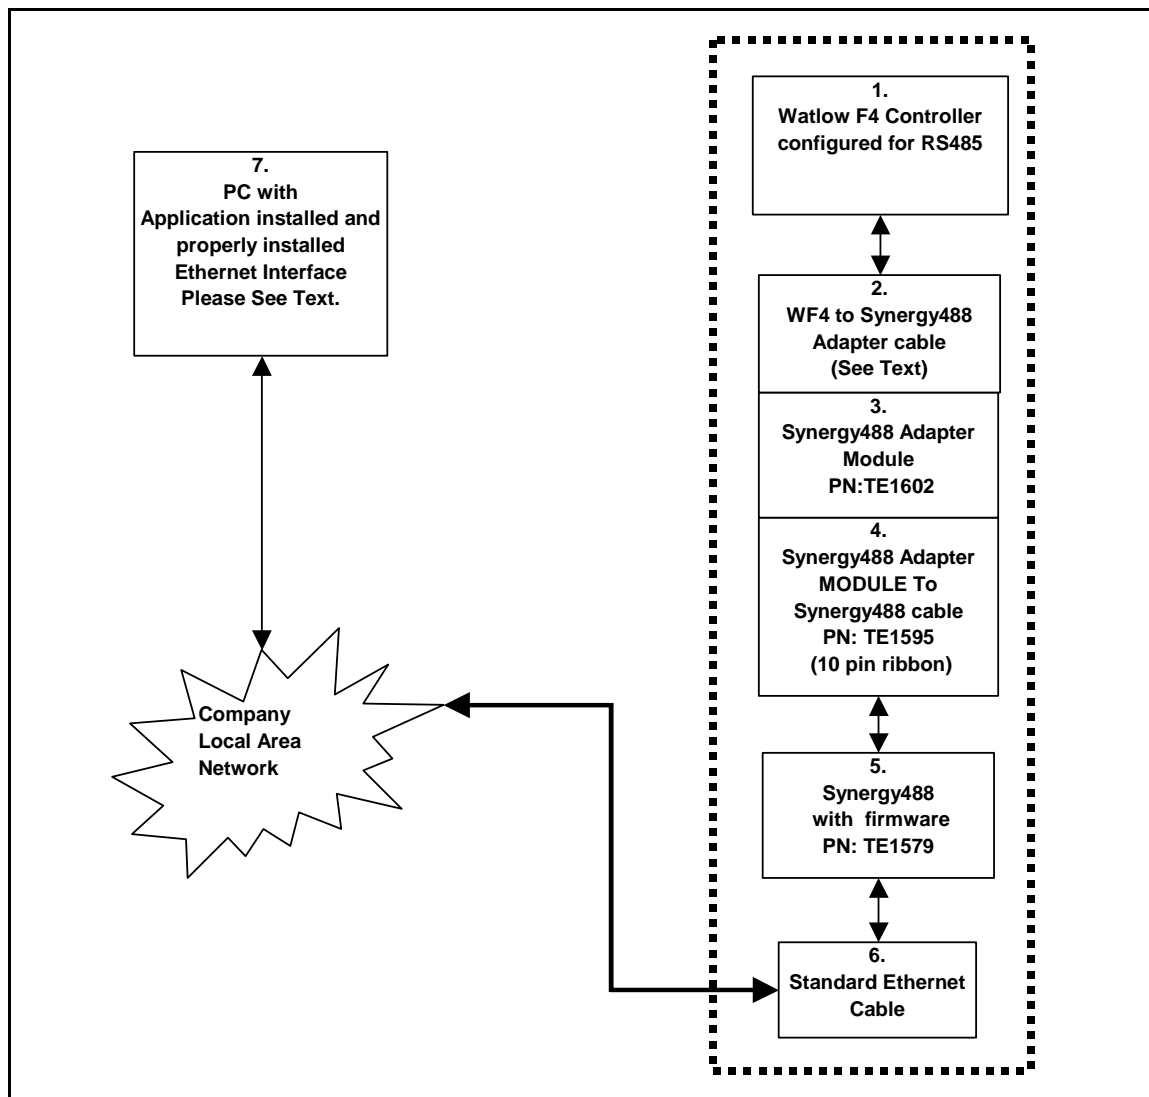 1.
Watlow F4 Controller
configured for RS485
7.
PC with
Application installed and
properly installed
Ethernet Interface
Please See Text.
2.
WF4 to Synergy488
Adapter cable
(See Text)
3.
Synergy488 Adapter
Module
PN:TE1602
4.
Synergy488 Adapter
MODULE To
Synergy488 cable
PN: TE1595
(10 pin ribbon)
Company
Local Area
Network
5.
Synergy488
with firmware
PN: TE1579
6.
Standard Ethernet
Cable